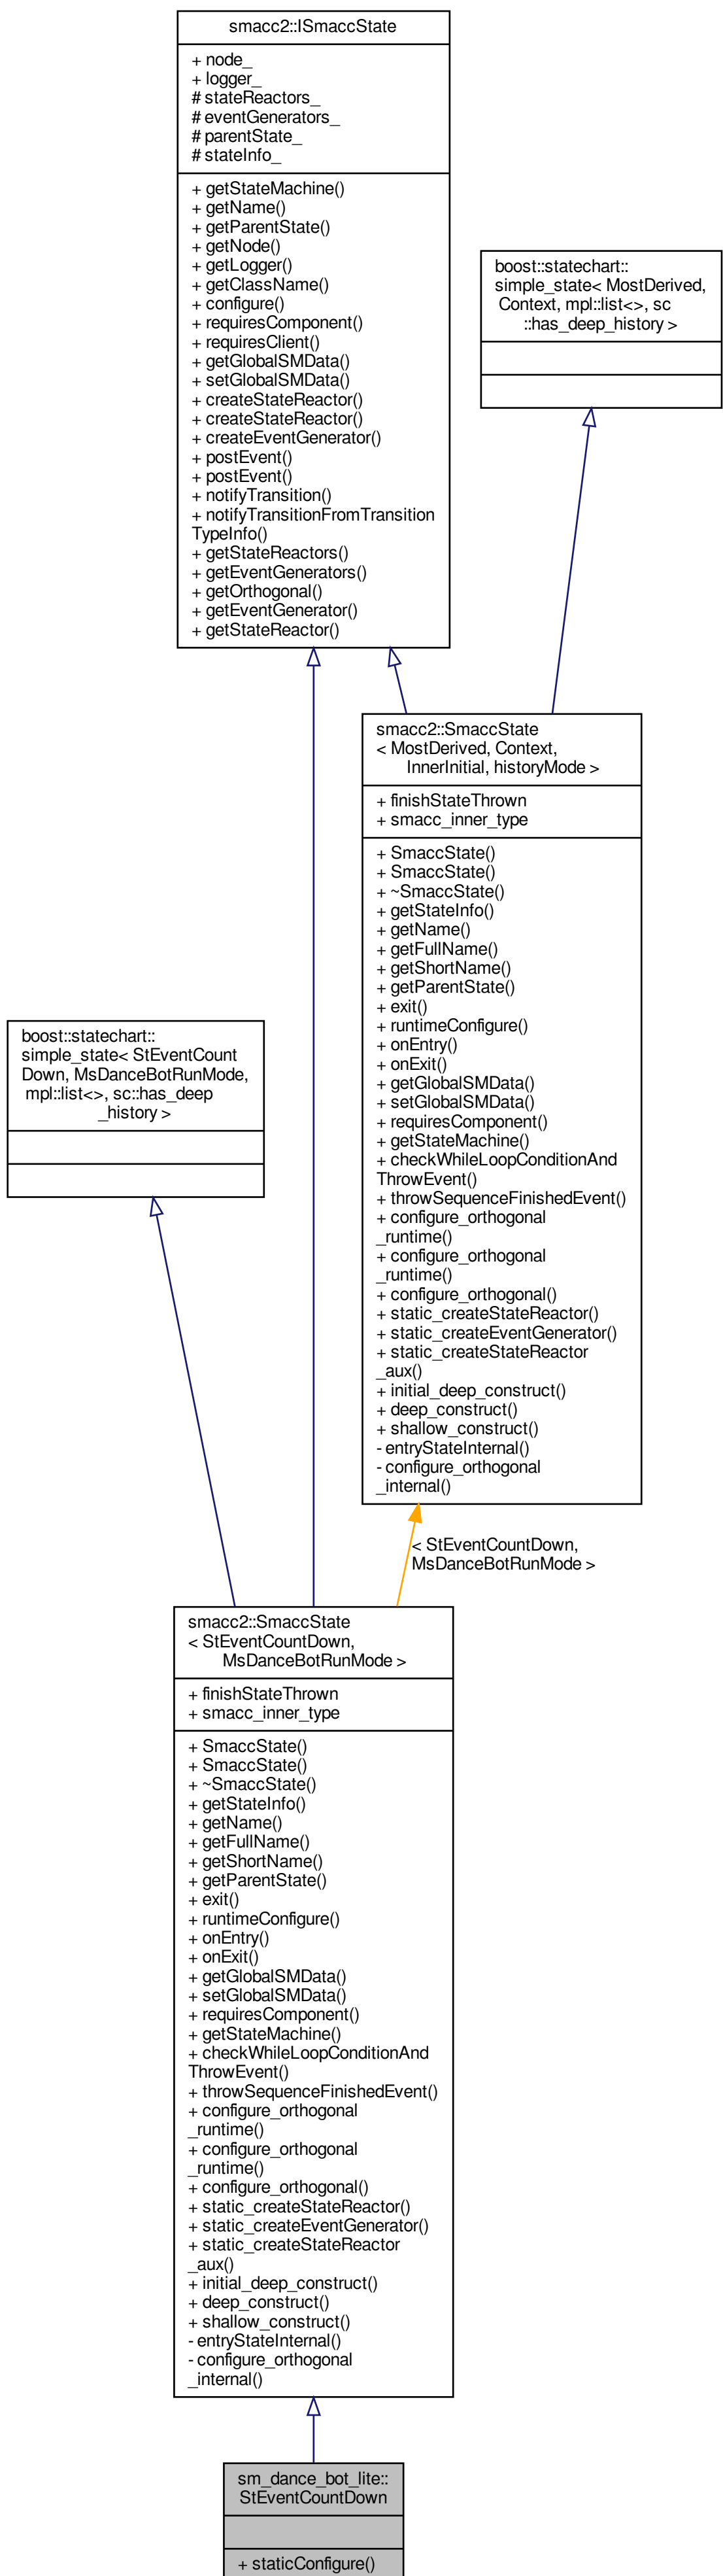 smacc2::ISmaccState
+ node_
+ logger_
# stateReactors_
# eventGenerators_
# parentState_
# stateInfo_
+ getStateMachine()
+ getName()
+ getParentState()
+ getNode()
+ getLogger()
+ getClassName()
+ configure()
+ requiresComponent()
+ requiresClient()
+ getGlobalSMData()
+ setGlobalSMData()
+ createStateReactor()
+ createStateReactor()
+ createEventGenerator()
+ postEvent()
+ postEvent()
+ notifyTransition()
+ notifyTransitionFromTransition
TypeInfo()
+ getStateReactors()
+ getEventGenerators()
+ getOrthogonal()
+ getEventGenerator()
+ getStateReactor()
boost::statechart::
simple_state< MostDerived,
Context, mpl::list<>, sc
::has_deep_history >
smacc2::SmaccState
< MostDerived, Context,
InnerInitial, historyMode >
+ finishStateThrown
+ smacc_inner_type
+ SmaccState()
+ SmaccState()
+ ~SmaccState()
+ getStateInfo()
+ getName()
+ getFullName()
+ getShortName()
+ getParentState()
+ exit()
+ runtimeConfigure()
+ onEntry()
+ onExit()
+ getGlobalSMData()
+ setGlobalSMData()
+ requiresComponent()
+ getStateMachine()
+ checkWhileLoopConditionAnd
ThrowEvent()
+ throwSequenceFinishedEvent()
+ configure_orthogonal
_runtime()
+ configure_orthogonal
_runtime()
+ configure_orthogonal()
+ static_createStateReactor()
+ static_createEventGenerator()
+ static_createStateReactor
_aux()
+ initial_deep_construct()
+ deep_construct()
+ shallow_construct()
- entryStateInternal()
- configure_orthogonal
_internal()
boost::statechart::
simple_state< StEventCount
Down, MsDanceBotRunMode,
mpl::list<>, sc::has_deep
_history >
< StEventCountDown,
MsDanceBotRunMode >
smacc2::SmaccState
< StEventCountDown,
MsDanceBotRunMode >
+ finishStateThrown
+ smacc_inner_type
+ SmaccState()
+ SmaccState()
+ ~SmaccState()
+ getStateInfo()
+ getName()
+ getFullName()
+ getShortName()
+ getParentState()
+ exit()
+ runtimeConfigure()
+ onEntry()
+ onExit()
+ getGlobalSMData()
+ setGlobalSMData()
+ requiresComponent()
+ getStateMachine()
+ checkWhileLoopConditionAnd
ThrowEvent()
+ throwSequenceFinishedEvent()
+ configure_orthogonal
_runtime()
+ configure_orthogonal
_runtime()
+ configure_orthogonal()
+ static_createStateReactor()
+ static_createEventGenerator()
+ static_createStateReactor
_aux()
+ initial_deep_construct()
+ deep_construct()
+ shallow_construct()
- entryStateInternal()
- configure_orthogonal
_internal()
sm_dance_bot_lite::
StEventCountDown
+ staticConfigure()